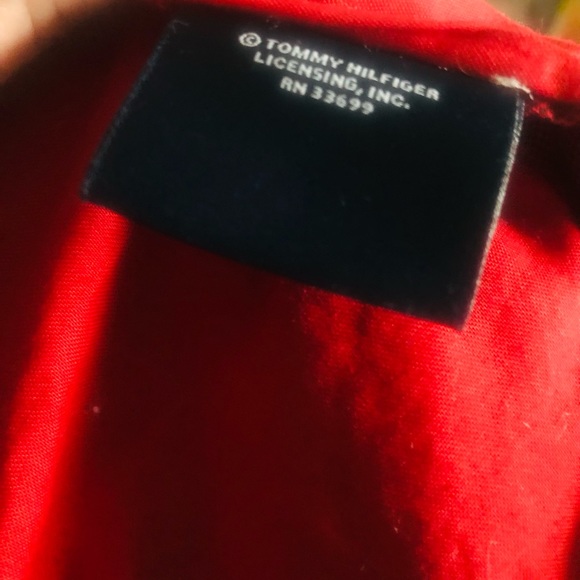 © TOMMY HILFIGER
LICENSING, INC.
RN 33699